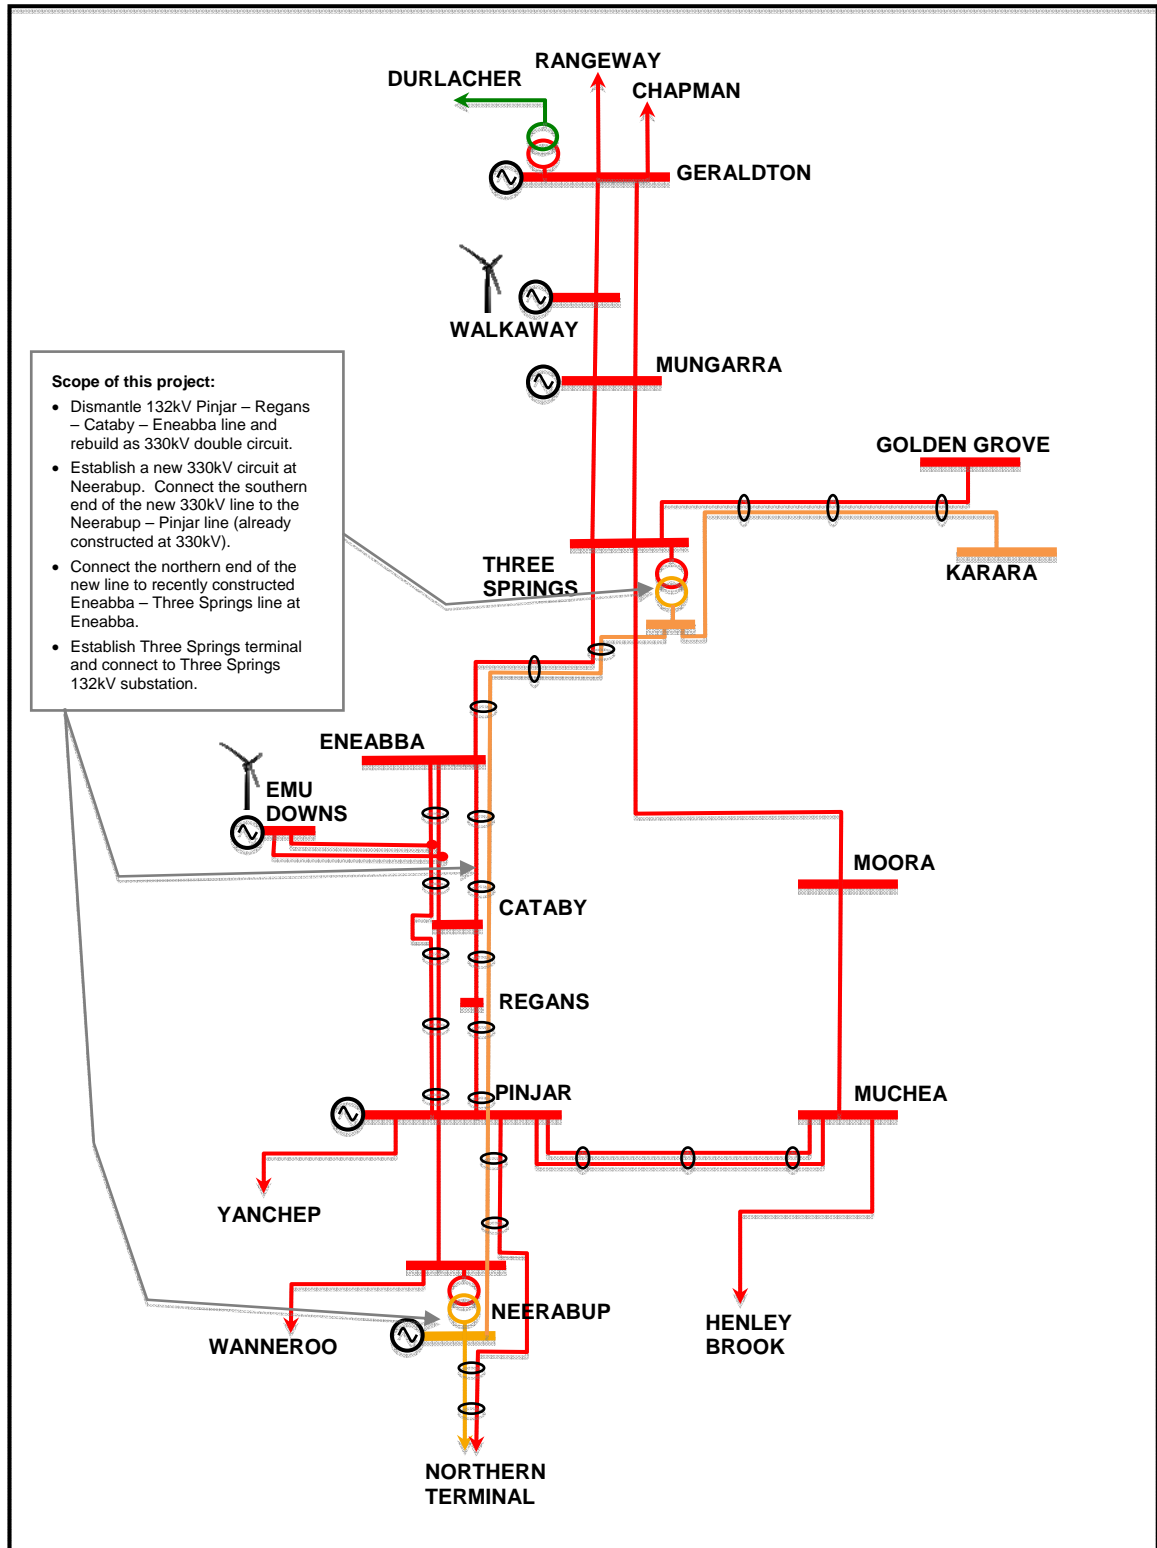 RANGEWAY
DURLACHER
CHAPMAN
GERALDTON
WALKAWAY
MUNGARRA
Scope of this project:
• Dismantle 132kV Pinjar – Regans
– Cataby – Eneabba line and
rebuild as 330kV double circuit.
• Establish a new 330kV circuit at
Neerabup. Connect the southern
end of the new 330kV line to the
Neerabup – Pinjar line (already
constructed at 330kV).
• Connect the northern end of the
new line to recently constructed
Eneabba – Three Springs line at
Eneabba.
• Establish Three Springs terminal
and connect to Three Springs
132kV substation.
GOLDEN GROVE
THREE
SPRINGS
KARARA
ENEABBA
EMU
DOWNS
MOORA
CATABY
REGANS
PINJAR
MUCHEA
YANCHEP
NEERABUP
WANNEROO
HENLEY
BROOK
NORTHERN
TERMINAL